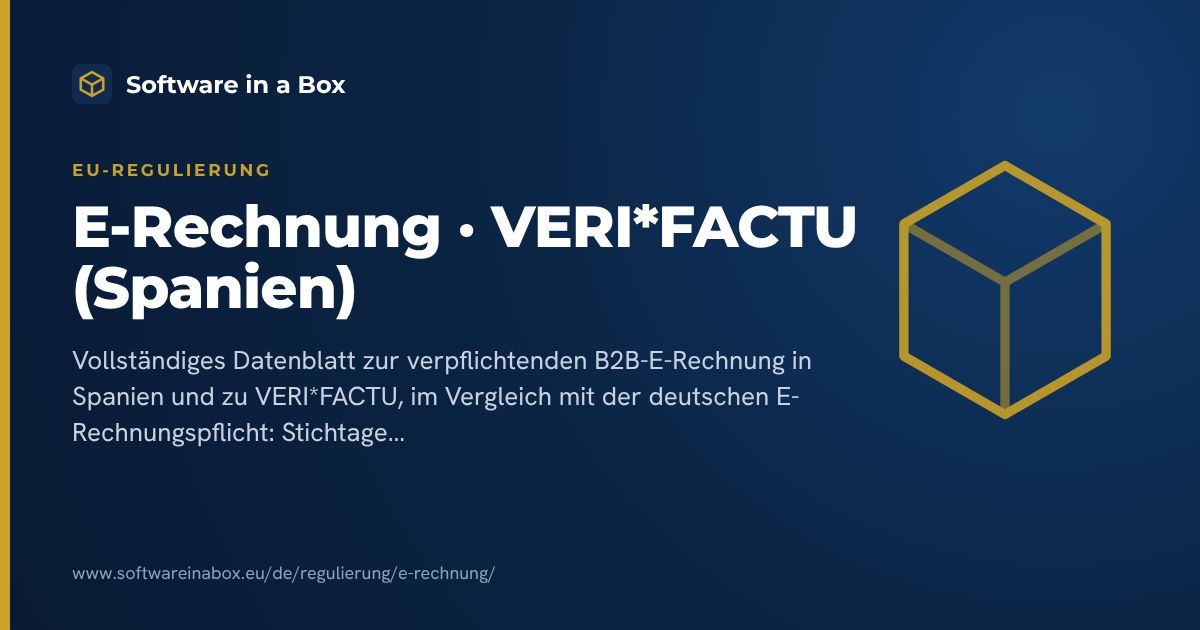 Software in a Box
EU-REGULIERUNG
E-Rechnung · VERI*FACTU
(Spanien)
Vollständiges Datenblatt zur verpflichtenden B2B-E-Rechnung in
Spanien und zu VERI*FACTU, im Vergleich mit der deutschen E-
Rechnungspflicht: Stichtage…
www.softwareinabox.eu/de/regulierung/e-rechnung/